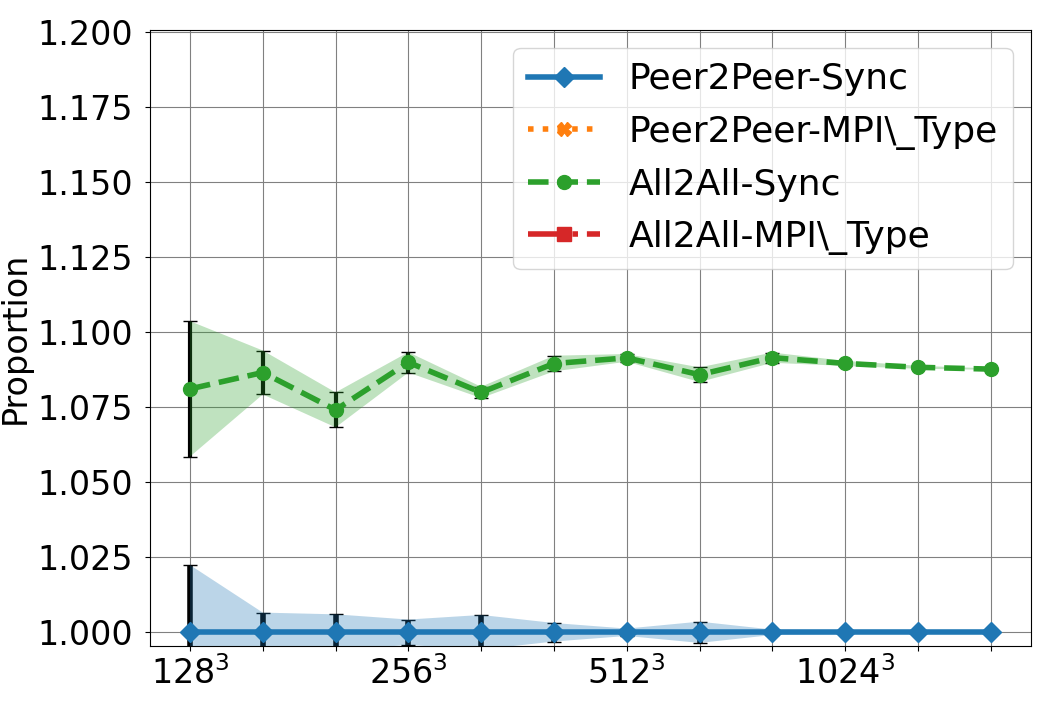 1.200
1.175
1.150
1.125
1.100
1.075
1.050
1.025
1.000
Proportion
Peer2Peer-Sync
Peer2Peer-MPI\_Type
All2All-Sync
All2All-MPI\_Type
128³
256³
512³
1024³